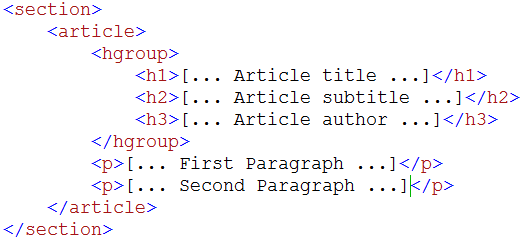 <section>
<article>
<hgroup>
<h1>[... Article title ...]</h1>
<h2>[... Article subtitle ...]</h2>
<h3>[... Article author ...]</h3>
</hgroup>
<p>[... First Paragraph ...]</p>
<p>[... Second Paragraph ...]</p>
</article>
</section>